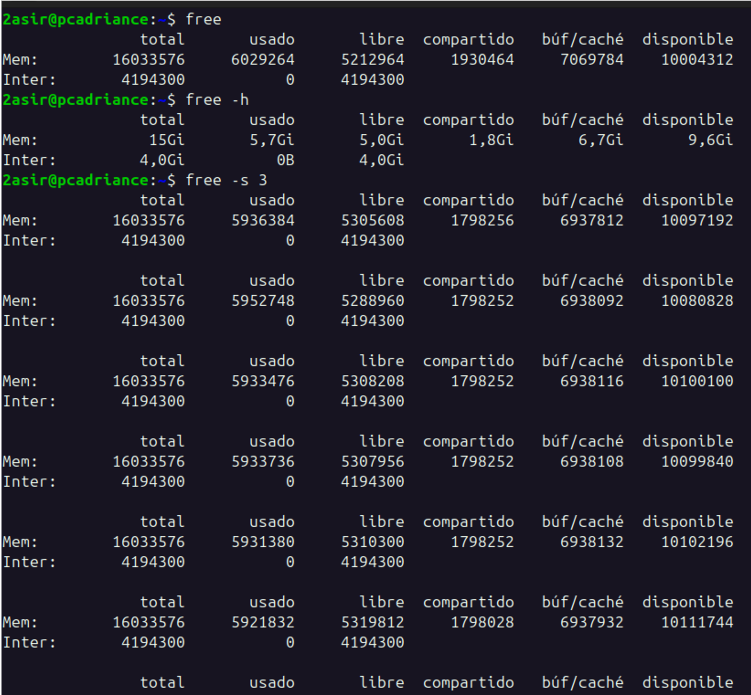 2asir@pcadriance:~$ free
total usado libre compartido búf/caché disponible
Mem: 16033576 6029264 5212964 1930464 7069784 10004312
Inter: 4194300 0 4194300
2asir@pcadriance:~$ free -h
total usado libre compartido búf/caché disponible
Mem: 15Gi 5,7Gi 5,0Gi 1,8Gi 6,7Gi 9,6Gi
Inter: 4,0Gi 0B 4,0Gi
2asir@pcadriance:~$ free -s 3
total usado libre compartido búf/caché disponible
Mem: 16033576 5936384 5305608 1798256 6937812 10097192
Inter: 4194300 0 4194300
total usado libre compartido búf/caché disponible
Mem: 16033576 5952748 5288960 1798252 6938092 10080828
Inter: 4194300 0 4194300
total usado libre compartido búf/caché disponible
Mem: 16033576 5933476 5308208 1798252 6938116 10100100
Inter: 4194300 0 4194300
total usado libre compartido búf/caché disponible
Mem: 16033576 5933736 5307956 1798252 6938108 10099840
Inter: 4194300 0 4194300
total usado libre compartido búf/caché disponible
Mem: 16033576 5931380 5310300 1798252 6938132 10102196
Inter: 4194300 0 4194300
total usado libre compartido búf/caché disponible
Mem: 16033576 5921832 5319812 1798028 6937932 10111744
Inter: 4194300 0 4194300
total usado libre compartido búf/caché disponible